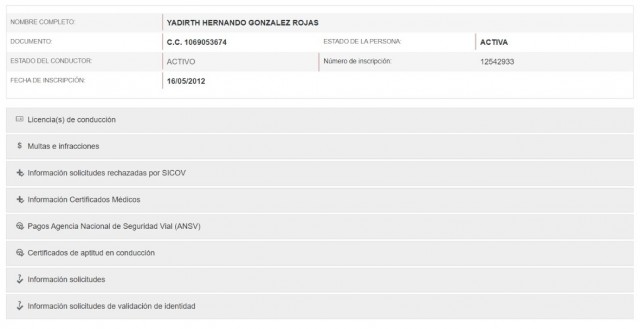 NOMBRE COMPLETO: YADIRTH HERNANDO GONZALEZ ROJAS
DOCUMENTO: C.C. 1069053674 ESTADO DE LA PERSONA: ACTIVA
ESTADO DEL CONDUCTOR: ACTIVO Número de inscripción: 12542933
FECHA DE INSCRIPCIÓN: 16/05/2012
Licencia(s) de conducción
$ Multas e infracciones
Información solicitudes rechazadas por SICOV
Información Certificados Médicos
Pagos Agencia Nacional de Seguridad Vial (ANSV)
Certificados de aptitud en conducción
Información solicitudes
Información solicitudes de validación de identidad